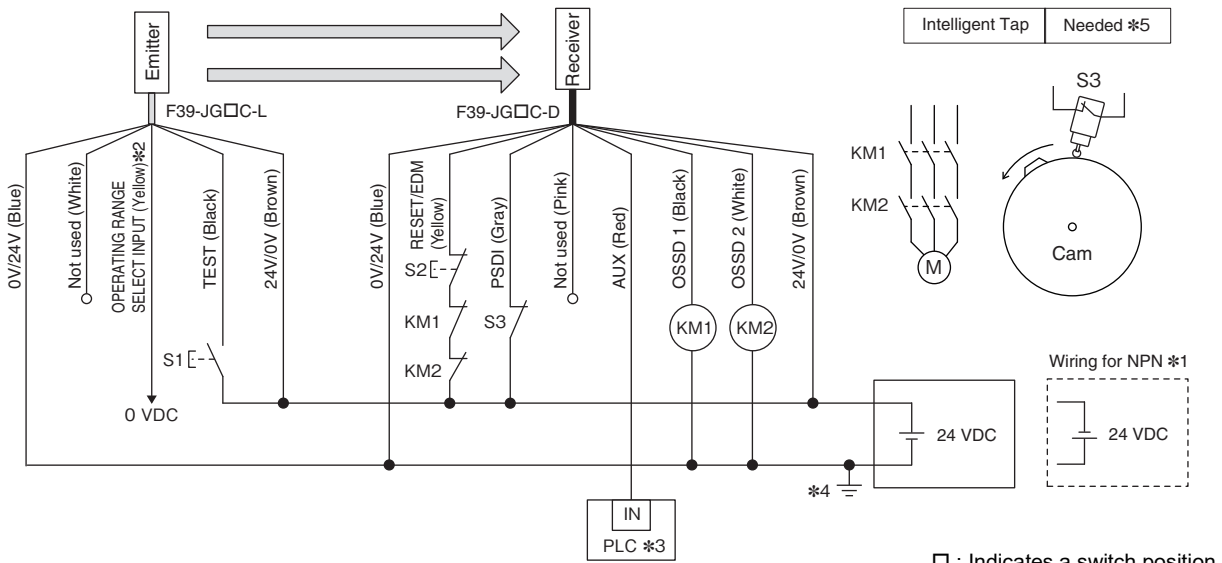 Emitter
Receiver
Intelligent Tap
Needed ✱5
F39-JG□C-L
F39-JG□C-D
S3
0V/24V (Blue)
Not used (White)
OPERATING RANGE
SELECT INPUT (Yellow)✱2
TEST (Black)
24V/0V (Brown)
0V/24V (Blue)
RESET/EDM
(Yellow)
PSDI (Gray)
Not used (Pink)
AUX (Red)
OSSD 1 (Black)
OSSD 2 (White)
24V/0V (Brown)
KM1
KM2
M
Cam
S2
KM1
KM2
S3
KM1
KM2
S1
0 VDC
24 VDC
Wiring for NPN ✱1
24 VDC
✱4
IN
PLC ✱3
□ : Indicates a switch position